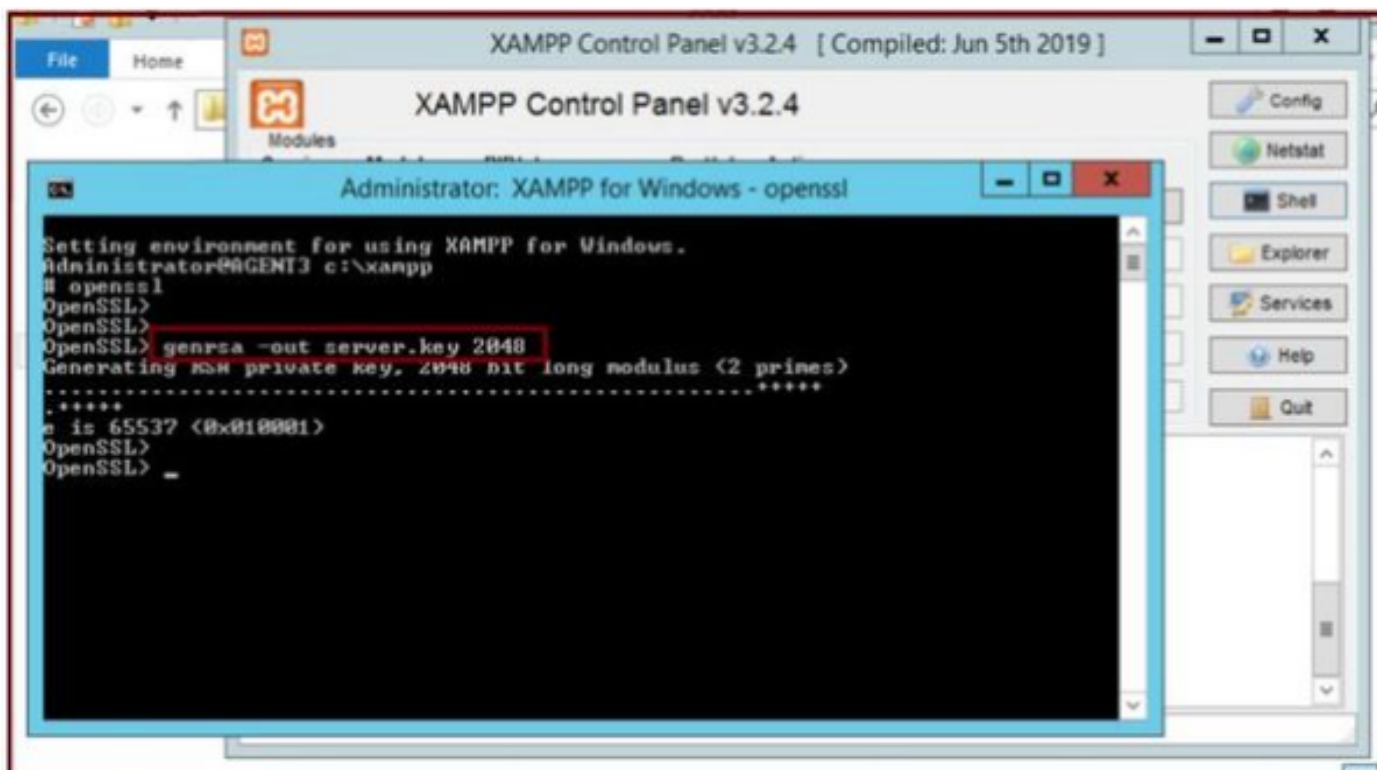 XAMPP Control Panel v3.2.4 [ Compiled: Jun 5th 2019 ]
File
Home
XAMPP Control Panel v3.2.4
Modules
Config
Netstat
Shell
Explorer
Services
Help
Quit
Administrator: XAMPP for Windows - openssl
Setting environment for using XAMPP for Windows.
Administrator@AGENT3 c:\xampp
# openssl
OpenSSL>
OpenSSL>
OpenSSL> genrsa -out server.key 2048
Generating RSA private key, 2048 bit long modulus (2 primes)
.............................................................+++++
.+++++
e is 65537 (0x010001)
OpenSSL>
OpenSSL> _